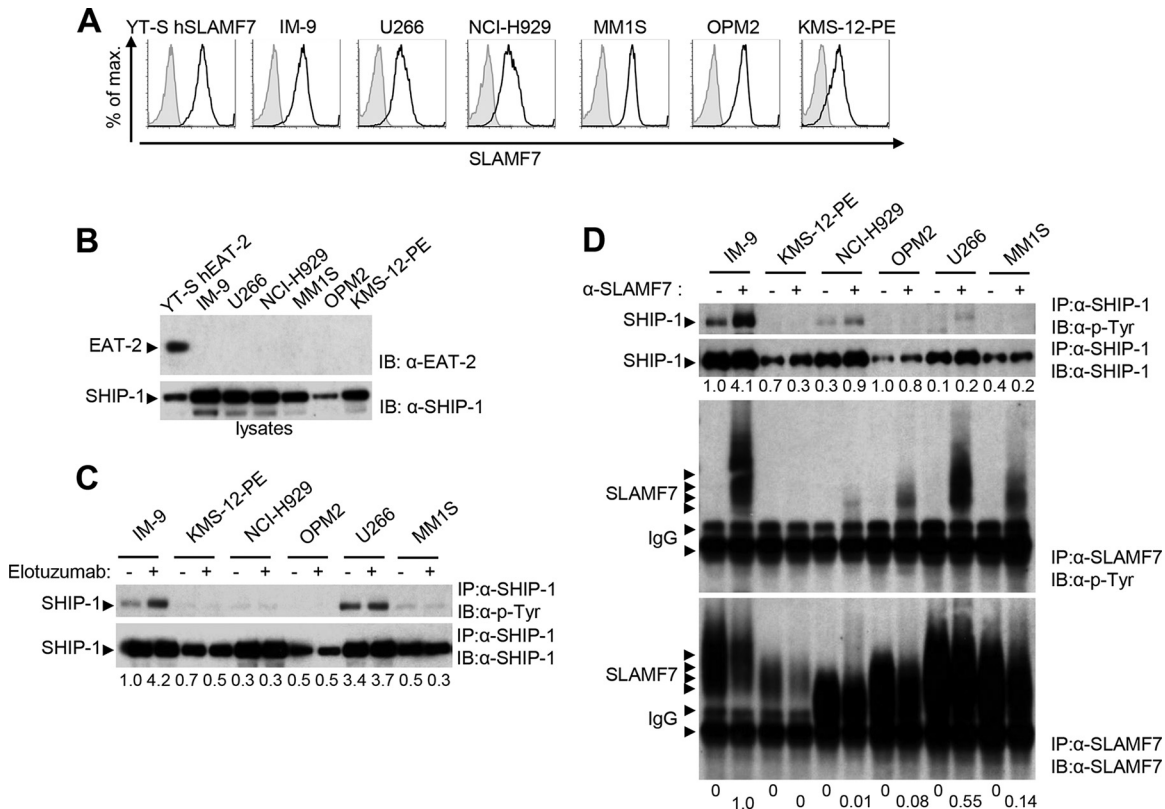 A
YT-S hSLAMF7 IM-9 U266 NCI-H929 MM1S OPM2 KMS-12-PE
% of max.
SLAMF7
B
YT-S hEAT-2 IM-9 U266 NCI-H929 MM1S OPM2 KMS-12-PE
EAT-2
IB: α-EAT-2
SHIP-1
IB: α-SHIP-1
lysates
C
IM-9 KMS-12-PE NCI-H929 OPM2 U266 MM1S
Elotuzumab: - + - + - + - + - + - +
SHIP-1
IP:α-SHIP-1
IB:α-p-Tyr
SHIP-1
IP:α-SHIP-1
IB:α-SHIP-1
1.0 4.2 0.7 0.5 0.3 0.3 0.5 0.5 3.4 3.7 0.5 0.3
D
IM-9 KMS-12-PE NCI-H929 OPM2 U266 MM1S
α-SLAMF7 : - + - + - + - + - + - +
SHIP-1
IP:α-SHIP-1
IB:α-p-Tyr
SHIP-1
IP:α-SHIP-1
IB:α-SHIP-1
1.0 4.1 0.7 0.3 0.3 0.9 1.0 0.8 0.1 0.2 0.4 0.2
SLAMF7
IgG
IP:α-SLAMF7
IB:α-p-Tyr
SLAMF7
IgG
IP:α-SLAMF7
IB:α-SLAMF7
0 1.0 0 0 0 0.01 0 0.08 0 0.55 0 0.14